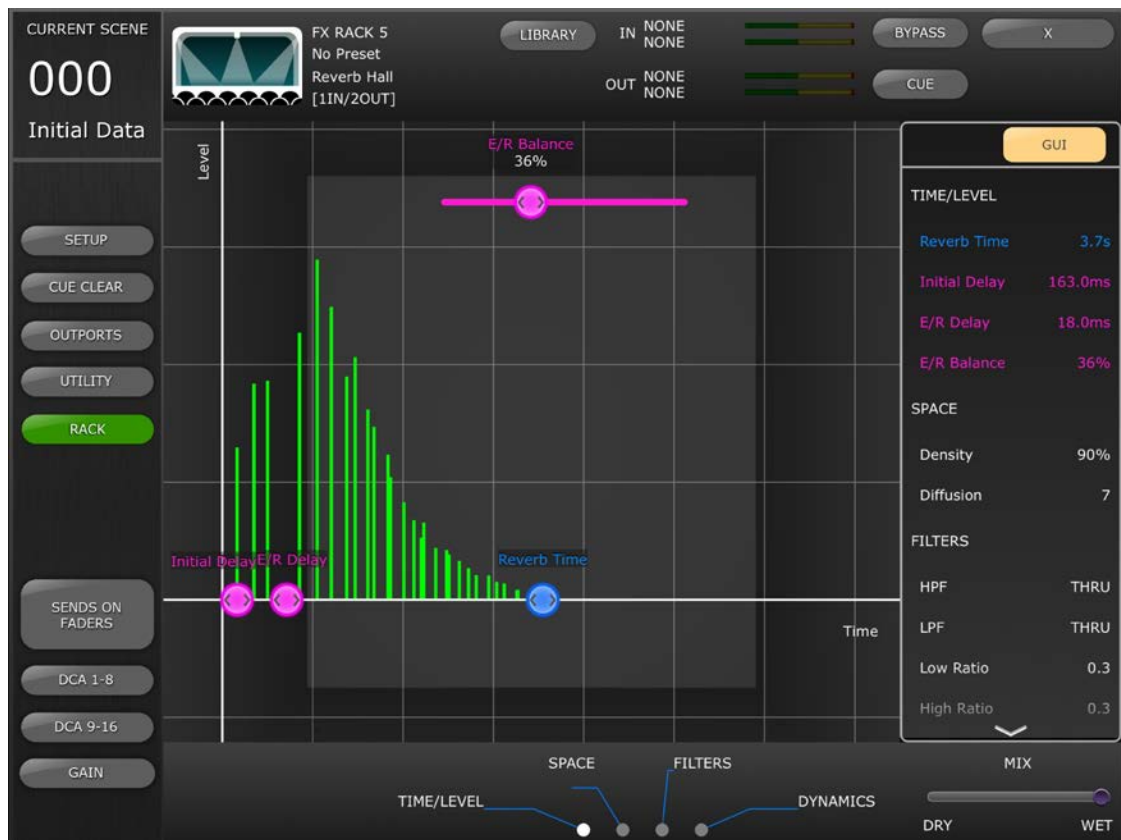 CURRENT SCENE
000
Initial Data
FX RACK 5
No Preset
Reverb Hall
[1IN/2OUT]
LIBRARY
IN NONE
NONE
OUT NONE
NONE
BYPASS
X
CUE
SETUP
CUE CLEAR
OUTPORTS
UTILITY
RACK
SENDS ON
FADERS
DCA 1-8
DCA 9-16
GAIN
Level
E/R Balance
36%
Initial Delay
E/R Delay
Reverb Time
Time
GUI
TIME/LEVEL
Reverb Time 3.7s
Initial Delay 163.0ms
E/R Delay 18.0ms
E/R Balance 36%
SPACE
Density 90%
Diffusion 7
FILTERS
HPF THRU
LPF THRU
Low Ratio 0.3
High Ratio 0.3
SPACE
FILTERS
TIME/LEVEL
DYNAMICS
MIX
DRY WET